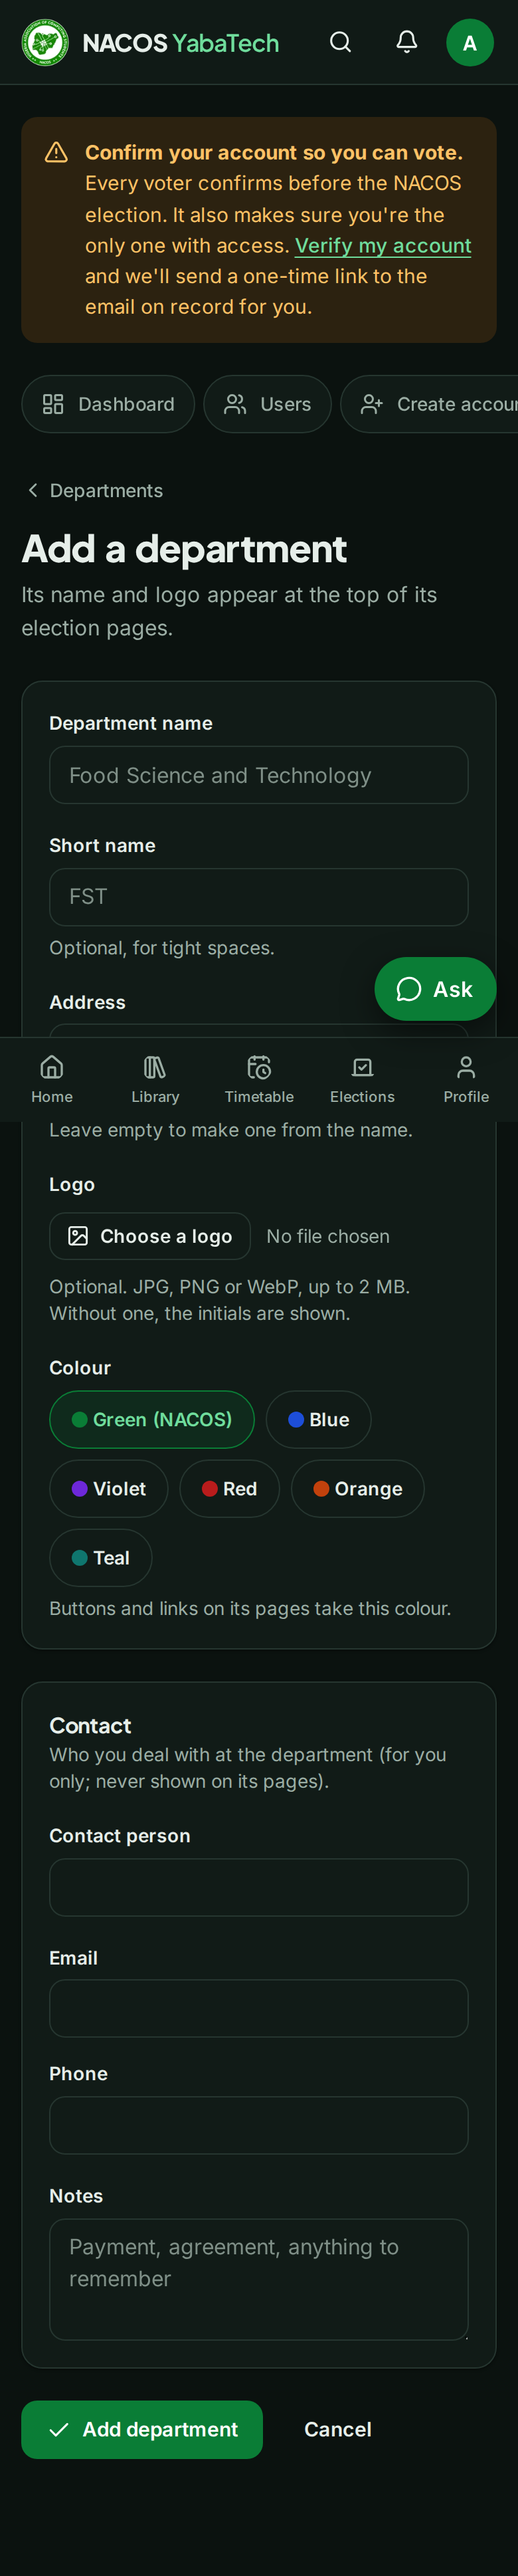 NACOS YabaTech
A
Confirm your account so you can vote.
Every voter confirms before the NACOS
election. It also makes sure you're the
only one with access. Verify my account
and we'll send a one-time link to the
email on record for you.
Dashboard
Users
Create accour
Departments
Add a department
Its name and logo appear at the top of its
election pages.
Department name
Food Science and Technology
Short name
FST
Optional, for tight spaces.
Ask
Address
Home
Library
Timetable
Elections
Profile
Leave empty to make one from the name.
Logo
Choose a logo
No file chosen
Optional. JPG, PNG or WebP, up to 2 MB.
Without one, the initials are shown.
Colour
Green (NACOS)
Blue
Violet
Red
Orange
Teal
Buttons and links on its pages take this colour.
Contact
Who you deal with at the department (for you
only; never shown on its pages).
Contact person
Email
Phone
Notes
Payment, agreement, anything to
remember
Add department
Cancel